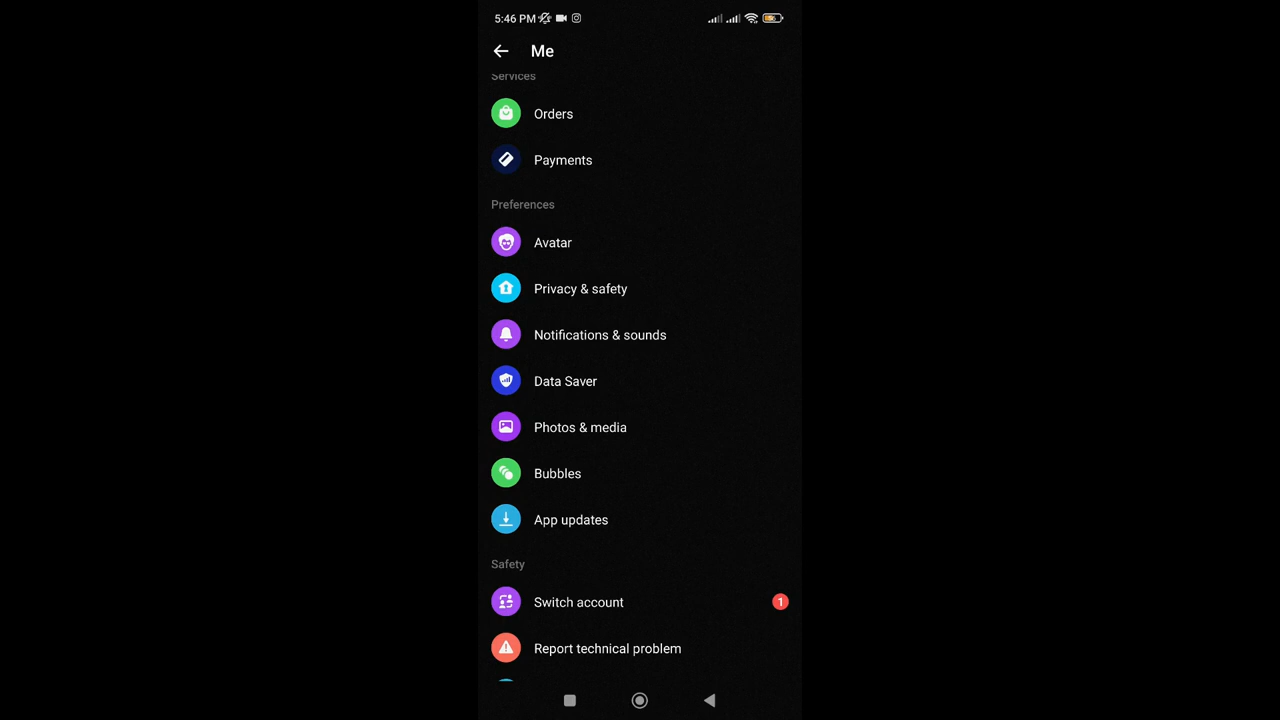 5:46 PM
Me
Services
Orders
Payments
Preferences
Avatar
Privacy & safety
Notifications & sounds
Data Saver
Photos & media
Bubbles
App updates
Safety
Switch account 1
Report technical problem